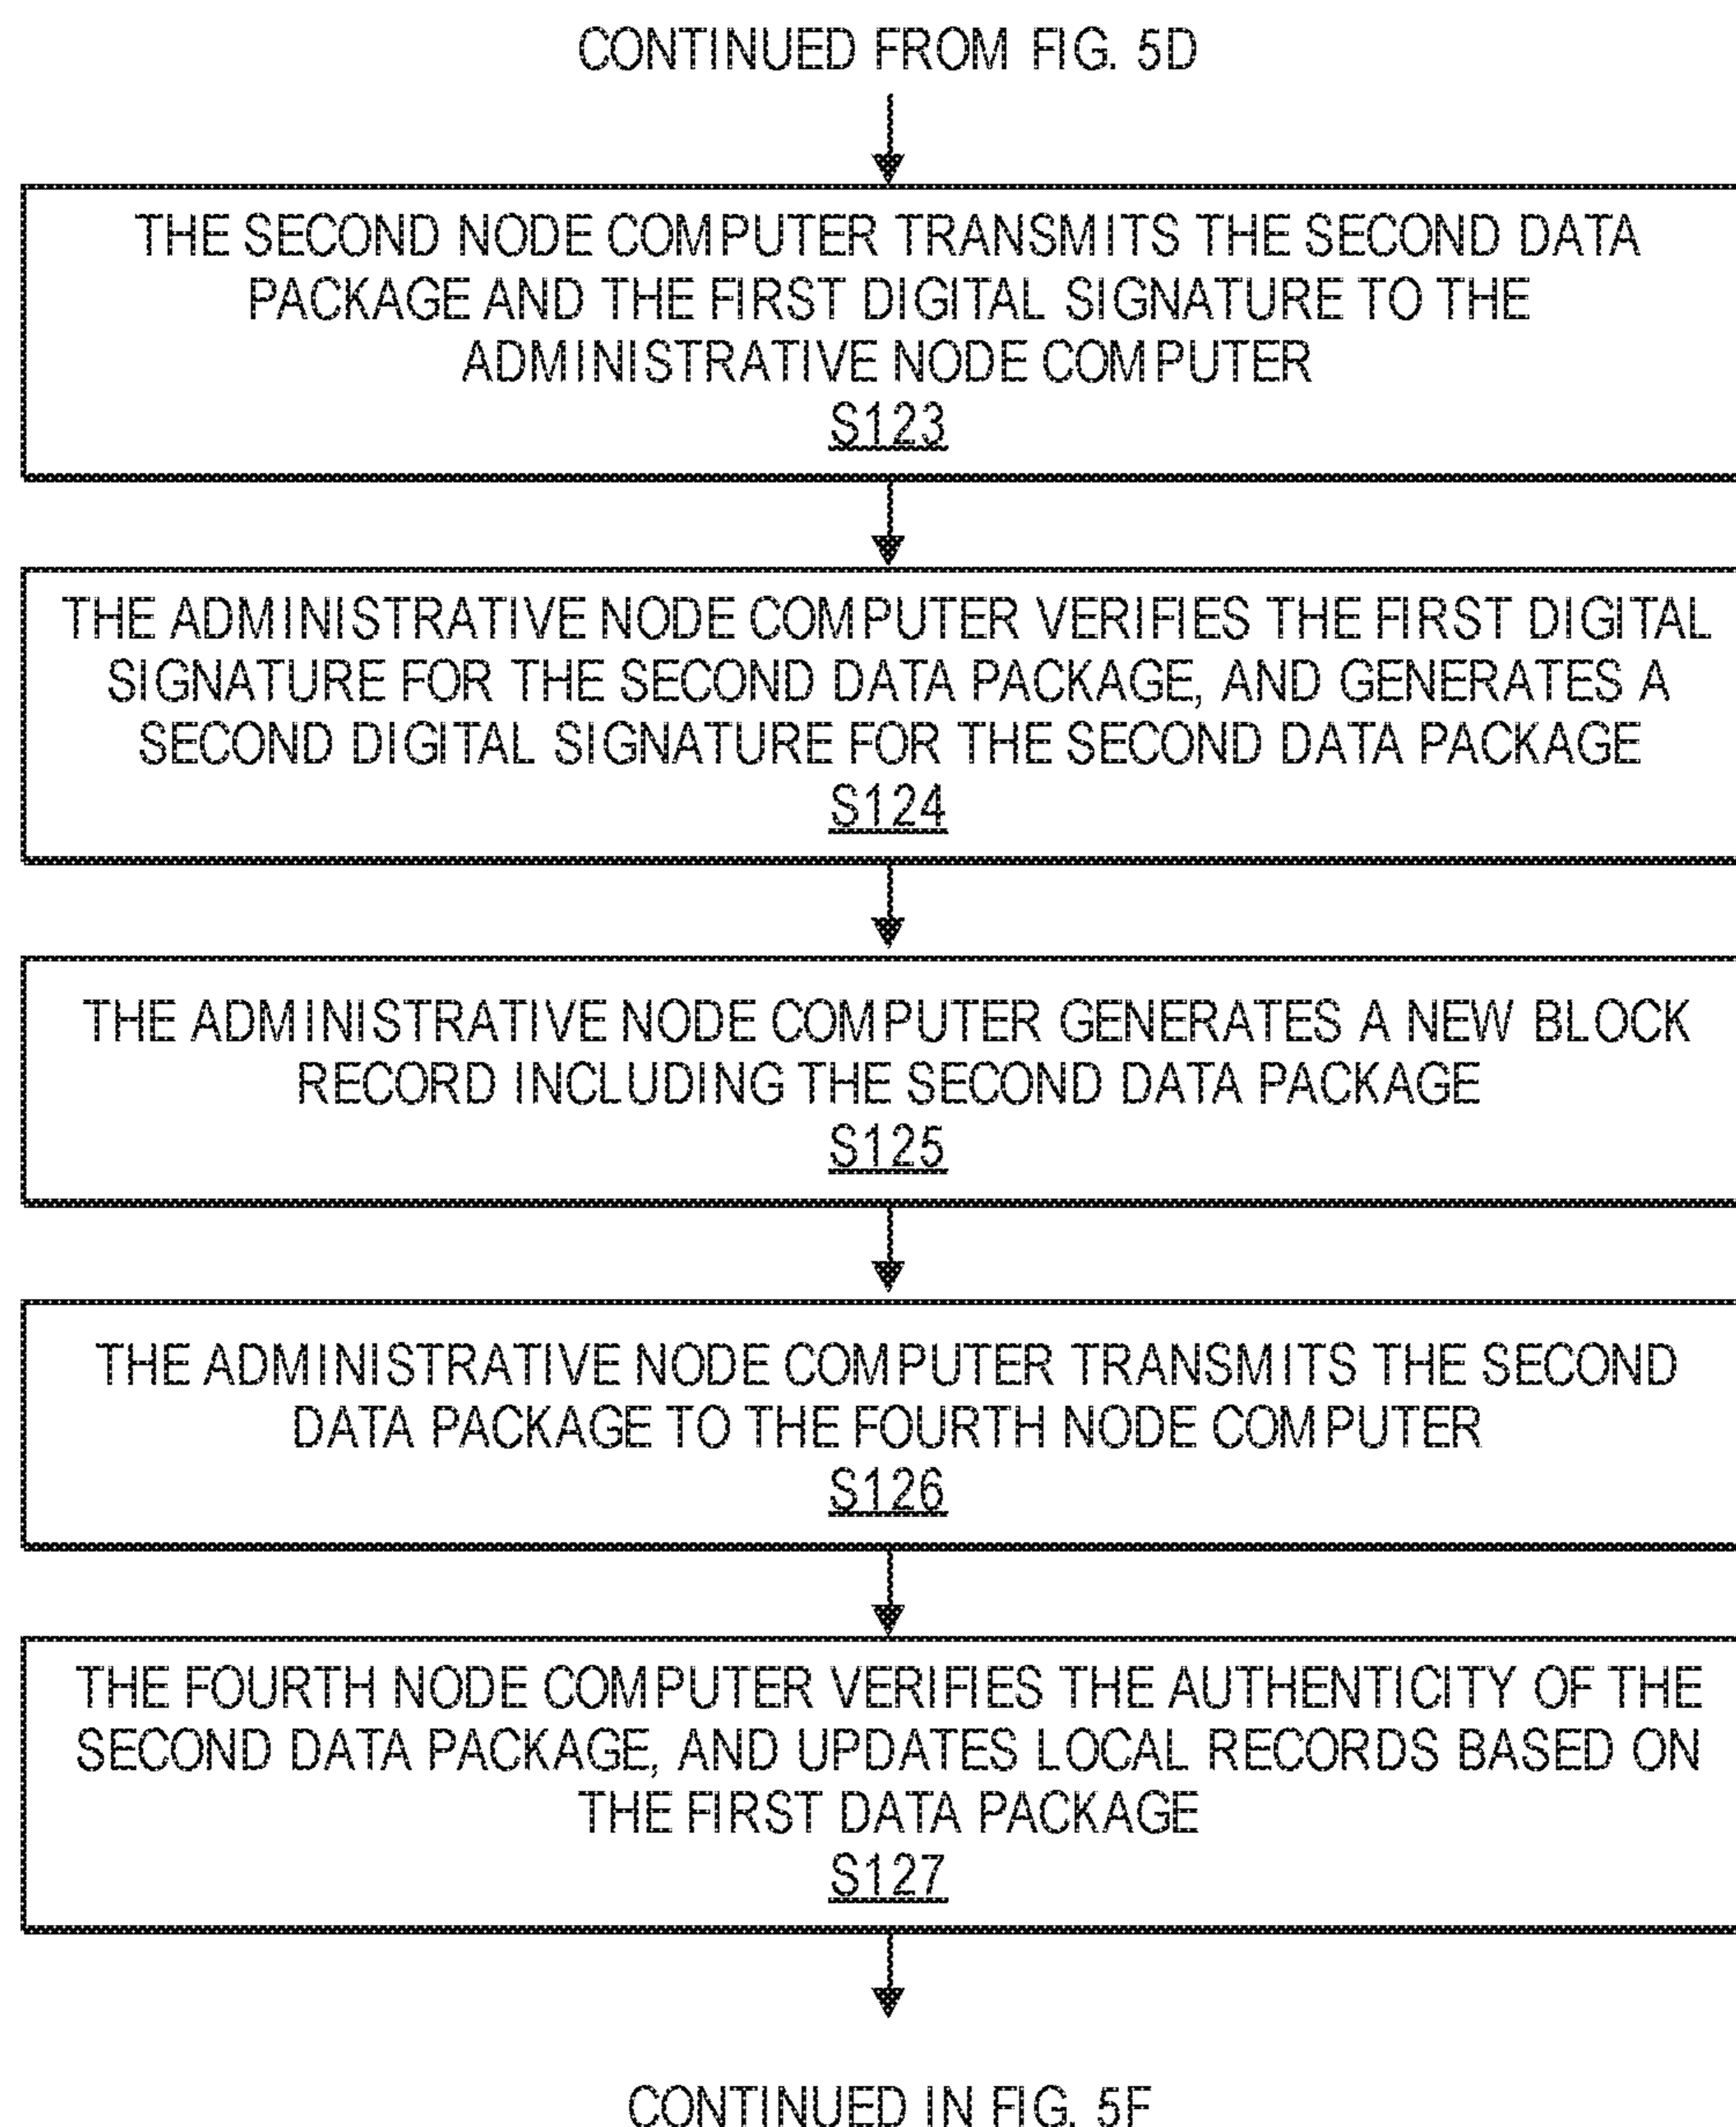 CONTINUED FROM FIG. 5D
THE SECOND NODE COMPUTER TRANSMITS THE SECOND DATA
PACKAGE AND THE FIRST DIGITAL SIGNATURE TO THE
ADMINISTRATIVE NODE COMPUTER
S123
THE ADMINISTRATIVE NODE COMPUTER VERIFIES THE FIRST DIGITAL
SIGNATURE FOR THE SECOND DATA PACKAGE, AND GENERATES A
SECOND DIGITAL SIGNATURE FOR THE SECOND DATA PACKAGE
S124
THE ADMINISTRATIVE NODE COMPUTER GENERATES A NEW BLOCK
RECORD INCLUDING THE SECOND DATA PACKAGE
S125
THE ADMINISTRATIVE NODE COMPUTER TRANSMITS THE SECOND
DATA PACKAGE TO THE FOURTH NODE COMPUTER
S126
THE FOURTH NODE COMPUTER VERIFIES THE AUTHENTICITY OF THE
SECOND DATA PACKAGE, AND UPDATES LOCAL RECORDS BASED ON
THE FIRST DATA PACKAGE
S127
CONTINUED IN FIG. 5F